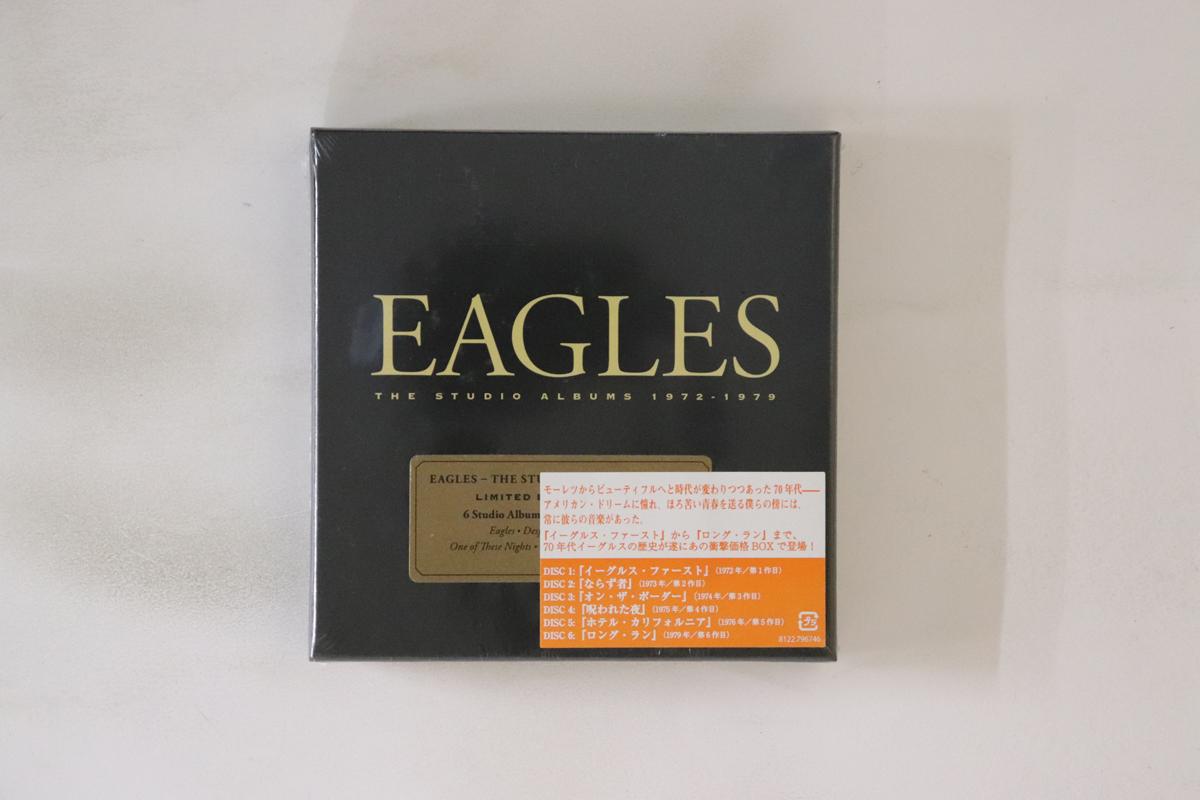 EAGLES
THE STUDIO ALBUMS 1972-1979
EAGLES – THE
LIMITED
6 Studio Album
Eagles •
One of These Nights •
モーレツからビューティフルへと時代が変わりつつあった70年代——
アメリカン・ドリームに憧れ、ほろ苦い青春を送る僕らの傍には、
常に彼らの音楽があった。
『イーグルス・ファースト』から『ロング・ラン』まで、
70年代イーグルスの歴史が遂にあの衝撃価格BOXで登場!
DISC 1:『イーグルス・ファースト』(1972年/第1作目)
DISC 2:『ならず者』(1973年/第2作目)
DISC 3:『オン・ザ・ボーダー』(1974年/第3作目)
DISC 4:『呪われた夜』(1975年/第4作目)
DISC 5:『ホテル・カリフォルニア』(1976年/第5作目)
DISC 6:『ロング・ラン』(1979年/第6作目)
プラ
8122.796746